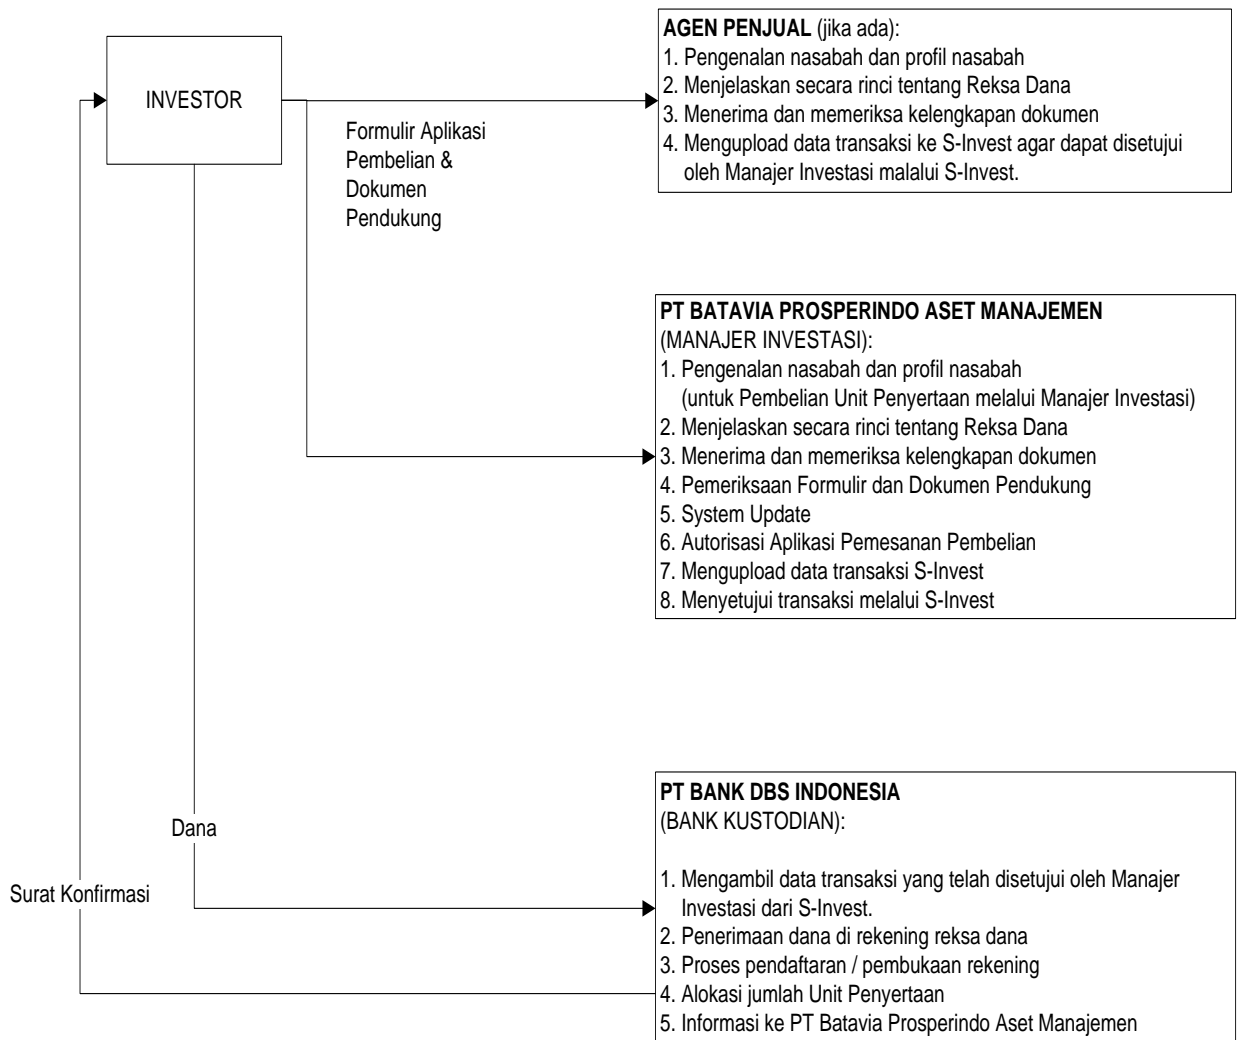 INVESTOR
Formulir Aplikasi
Pembelian &
Dokumen
Pendukung
AGEN PENJUAL (jika ada):
1. Pengenalan nasabah dan profil nasabah
2. Menjelaskan secara rinci tentang Reksa Dana
3. Menerima dan memeriksa kelengkapan dokumen
4. Mengupload data transaksi ke S-Invest agar dapat disetujui
oleh Manajer Investasi malalui S-Invest.
PT BATAVIA PROSPERINDO ASET MANAJEMEN
(MANAJER INVESTASI):
1. Pengenalan nasabah dan profil nasabah
(untuk Pembelian Unit Penyertaan melalui Manajer Investasi)
2. Menjelaskan secara rinci tentang Reksa Dana
3. Menerima dan memeriksa kelengkapan dokumen
4. Pemeriksaan Formulir dan Dokumen Pendukung
5. System Update
6. Autorisasi Aplikasi Pemesanan Pembelian
7. Mengupload data transaksi S-Invest
8. Menyetujui transaksi melalui S-Invest
Dana
Surat Konfirmasi
PT BANK DBS INDONESIA
(BANK KUSTODIAN):
1. Mengambil data transaksi yang telah disetujui oleh Manajer
Investasi dari S-Invest.
2. Penerimaan dana di rekening reksa dana
3. Proses pendaftaran / pembukaan rekening
4. Alokasi jumlah Unit Penyertaan
5. Informasi ke PT Batavia Prosperindo Aset Manajemen